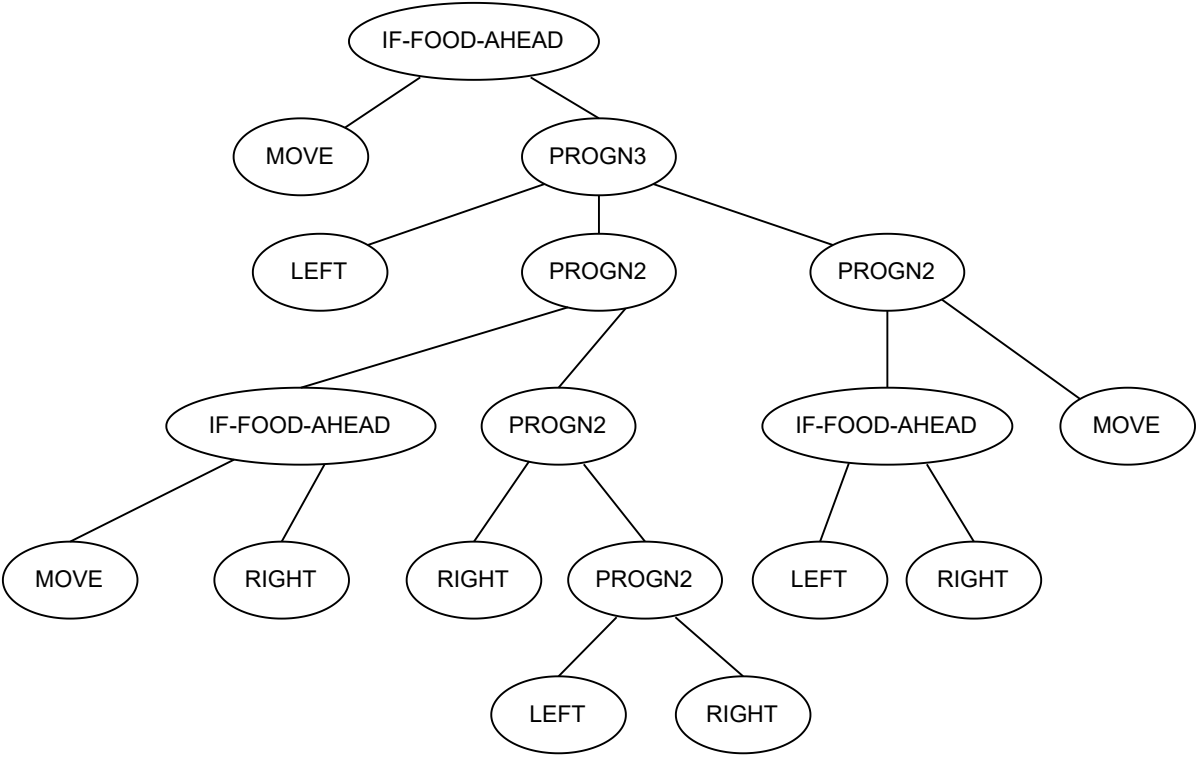 IF-FOOD-AHEAD
MOVE
PROGN3
LEFT
PROGN2
PROGN2
IF-FOOD-AHEAD
PROGN2
IF-FOOD-AHEAD
MOVE
MOVE
RIGHT
RIGHT
PROGN2
LEFT
RIGHT
LEFT
RIGHT